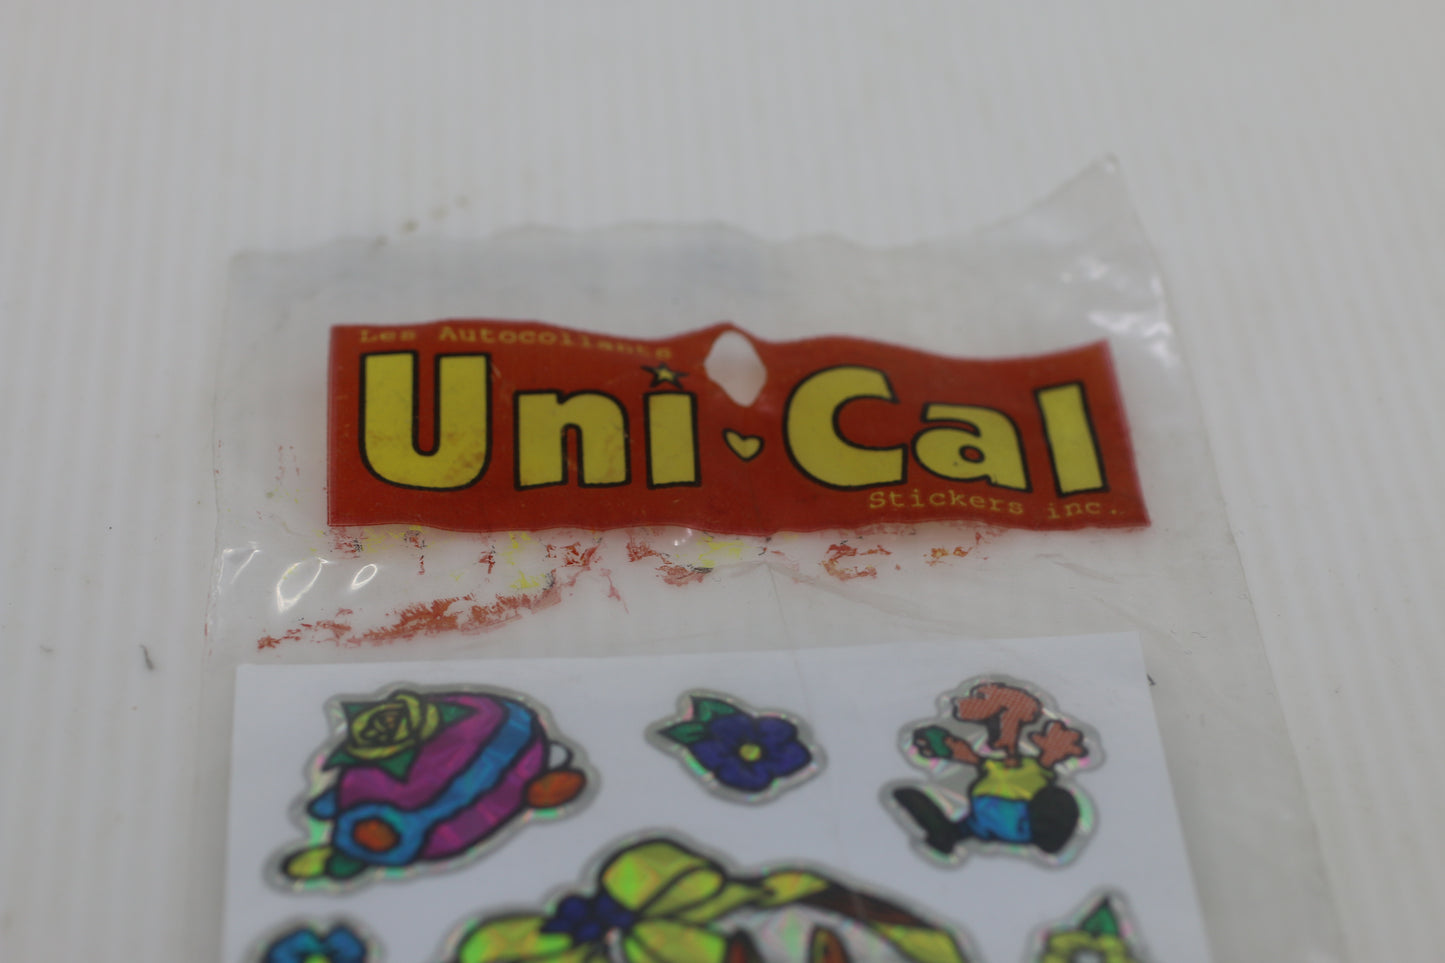 Les Autocollants
Uni Cal
Stickers inc.